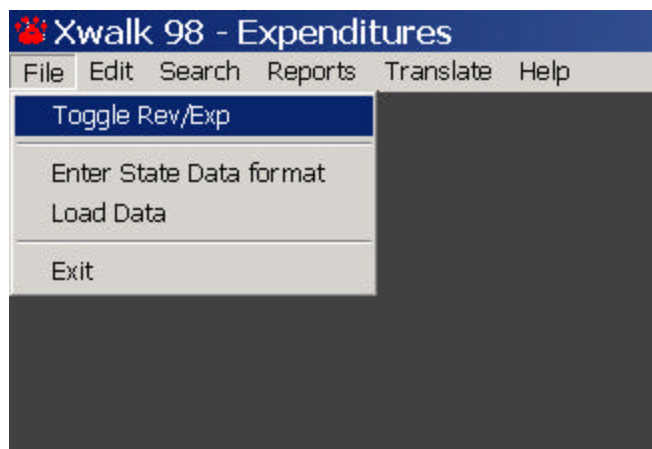 Xwalk 98 - Expenditures
File Edit Search Reports Translate Help
Toggle Rev/Exp
Enter State Data format
Load Data
Exit